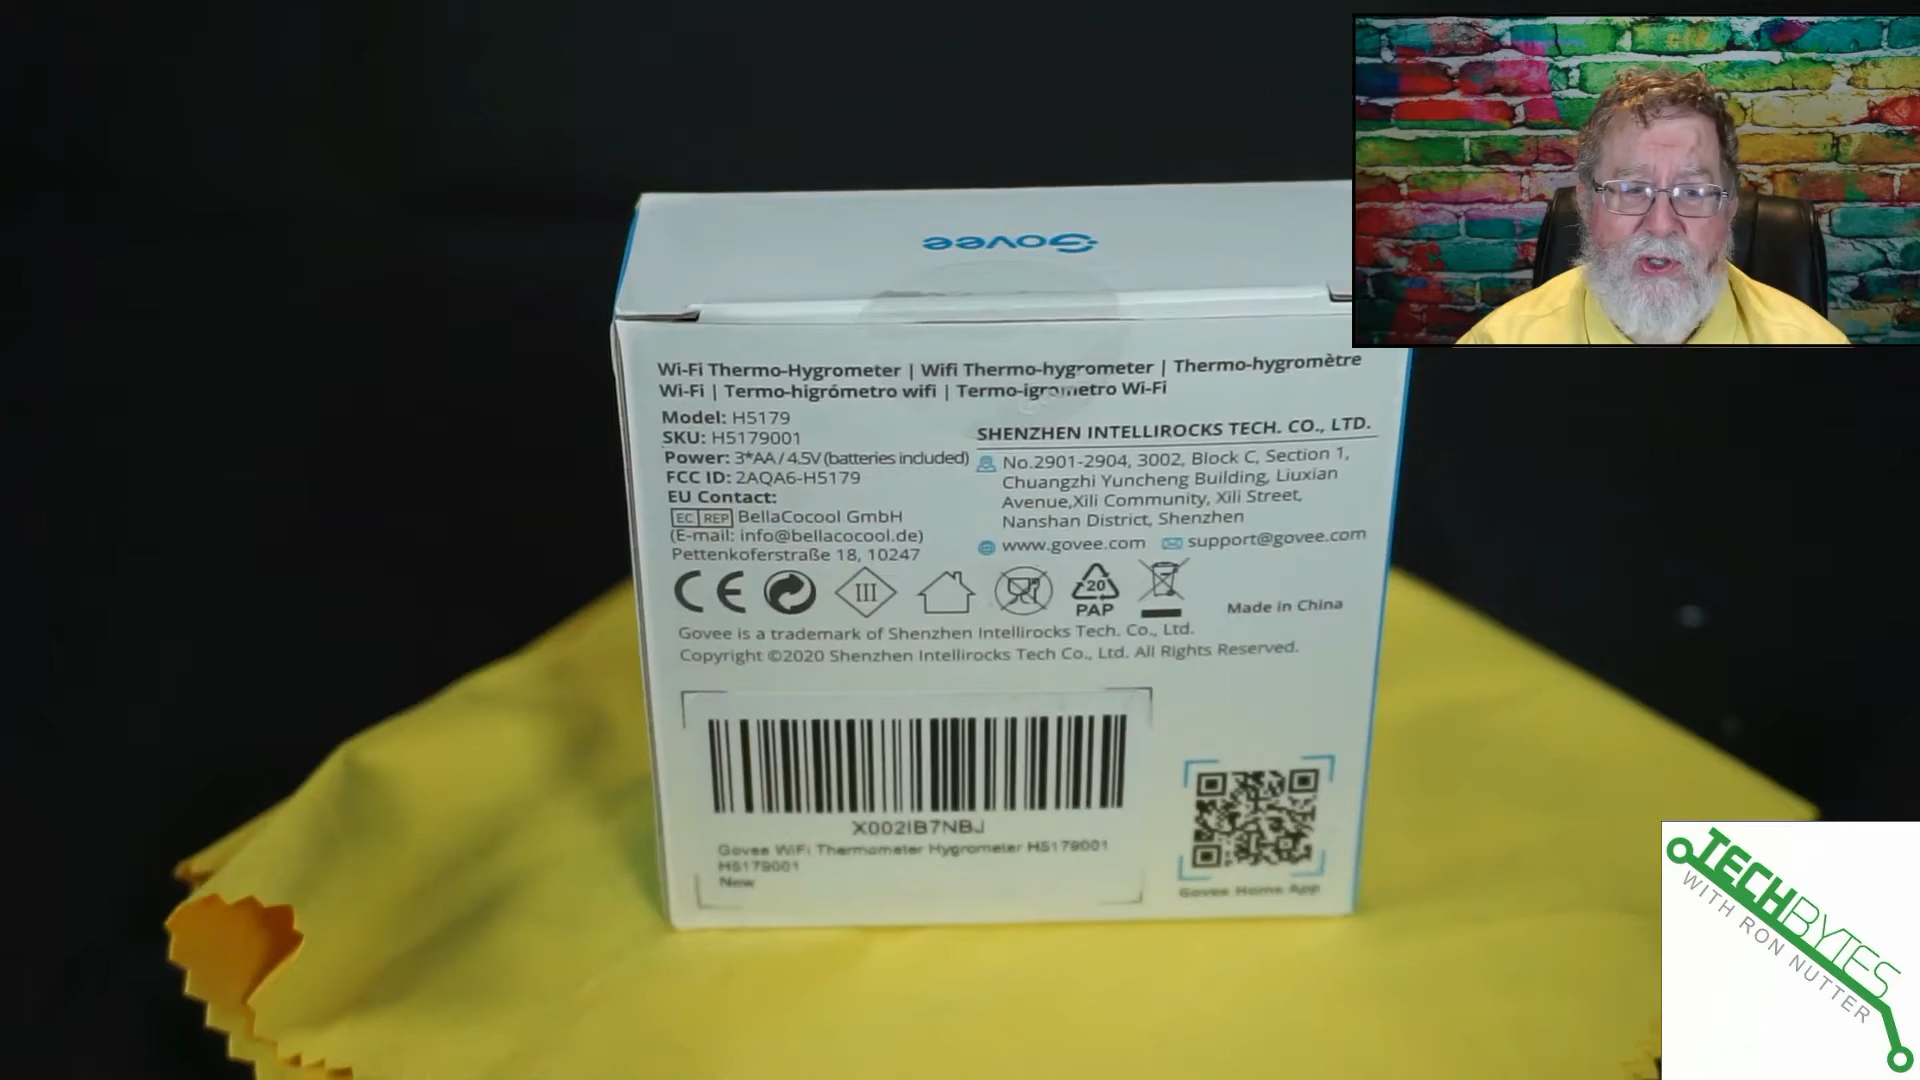 Govee
Wi-Fi Thermo-Hygrometer | Wifi Thermo-hygrometer | Thermo-hygromètre
Wi-Fi | Termo-higrómetro wifi | Termo-igrometro Wi-Fi
Model: H5179
SKU: H5179001
Power: 3*AA / 4.5V (batteries included)
FCC ID: 2AQA6-H5179
EU Contact:
EC REP BellaCocool GmbH
(E-mail: info@bellacocool.de)
Pettenkoferstraße 18, 10247
SHENZHEN INTELLIROCKS TECH. CO., LTD.
No.2901-2904, 3002, Block C, Section 1,
Chuangzhi Yuncheng Building, Liuxian
Avenue,Xili Community, Xili Street,
Nanshan District, Shenzhen
www.govee.com support@govee.com
CE
III
20
PAP
Made in China
Govee is a trademark of Shenzhen Intellirocks Tech. Co., Ltd.
Copyright ©2020 Shenzhen Intellirocks Tech Co., Ltd. All Rights Reserved.
X002IB7NBJ
Govee WiFi Thermometer Hygrometer H5179001
H5179001
New
Govee Home App
TECHBYTES
WITH RON NUTTER